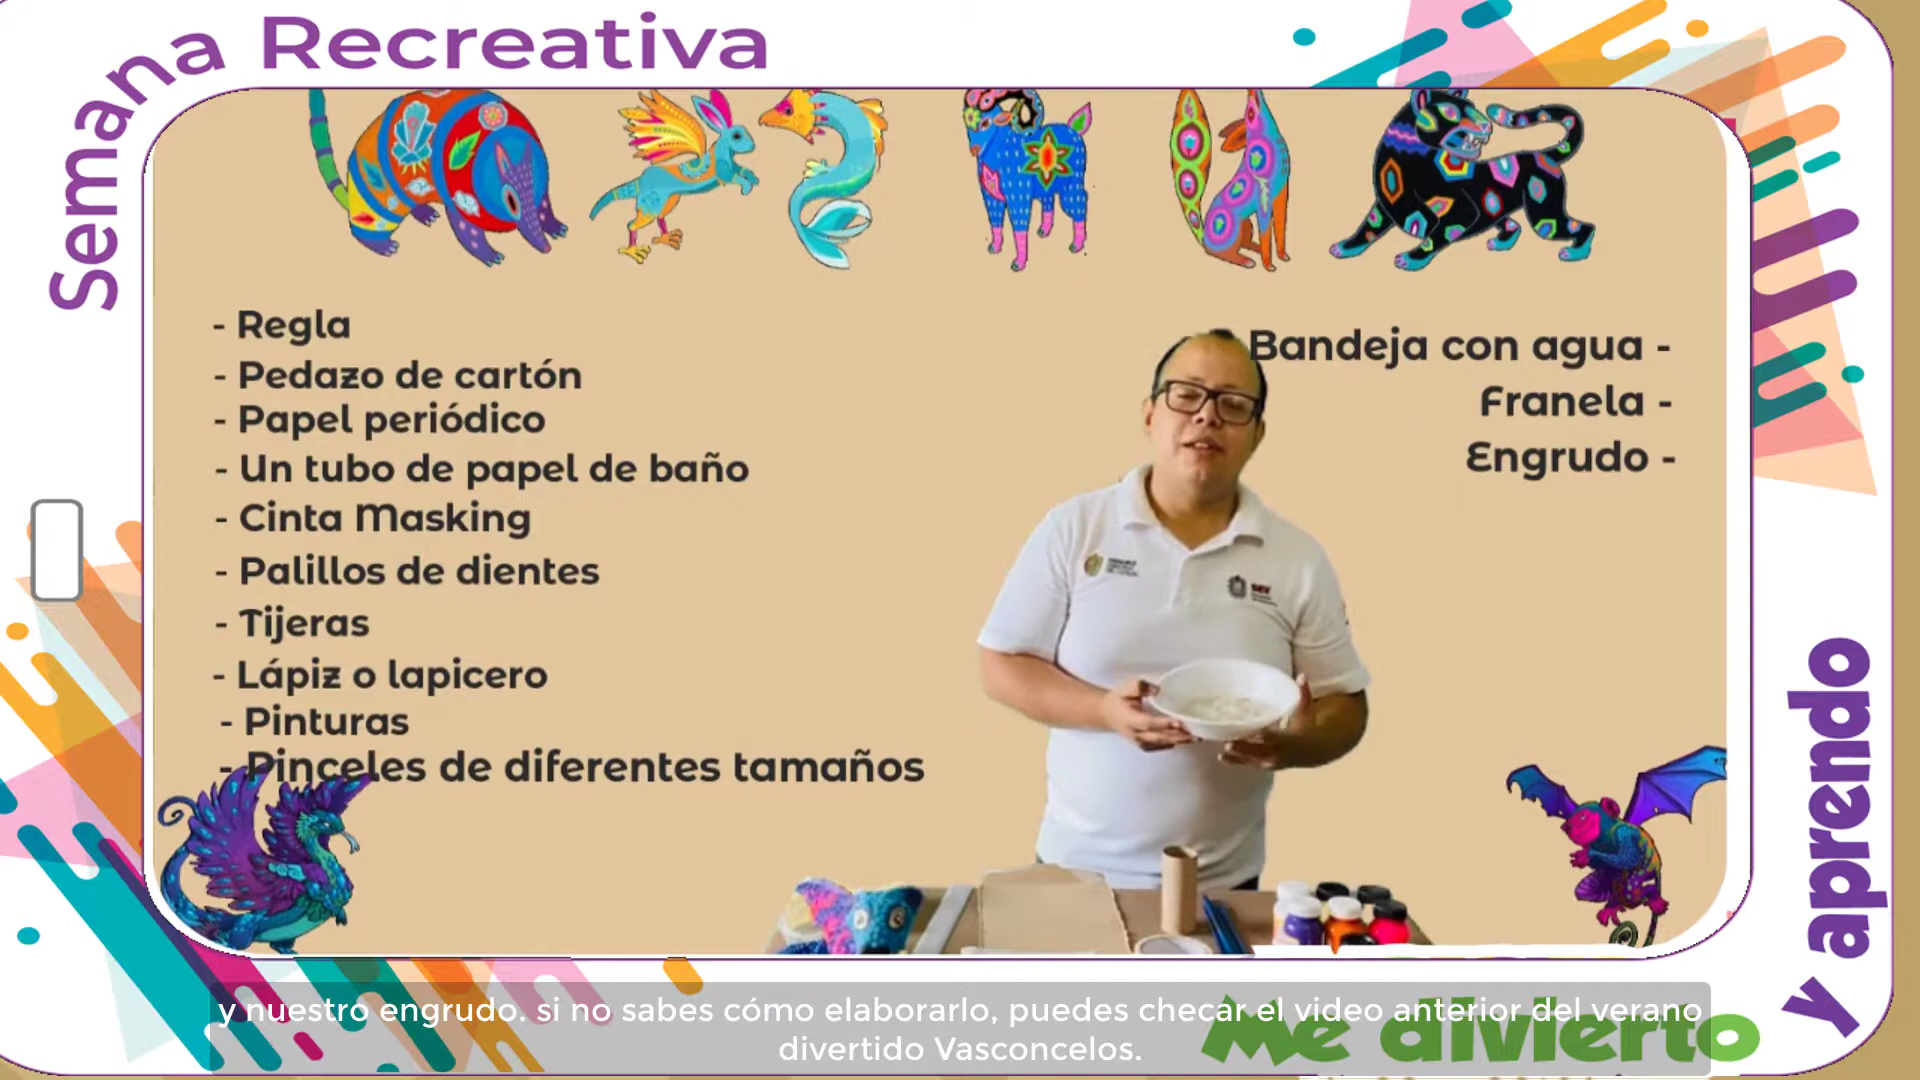 Semana Recreativa
- Regla
- Pedazo de cartón
- Papel periódico
- Un tubo de papel de baño
- Cinta Masking
- Palillos de dientes
- Tijeras
- Lápiz o lapicero
- Pinturas
- Pinceles de diferentes tamaños
Bandeja con agua -
Franela -
Engrudo -
SEV
Me divierto
y aprendo
y nuestro engrudo. si no sabes cómo elaborarlo, puedes checar el video anterior del verano
divertido Vasconcelos.